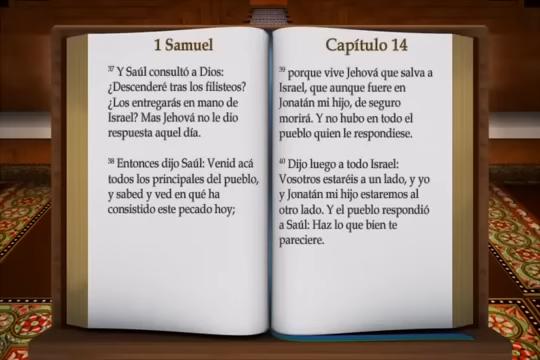 1 Samuel
37 Y Saúl consultó a Dios:
¿Descenderé tras los filisteos?
¿Los entregarás en mano de
Israel? Mas Jehová no le dio
respuesta aquel día.
38 Entonces dijo Saúl: Venid acá
todos los principales del pueblo,
y sabed y ved en qué ha
consistido este pecado hoy;
Capítulo 14
39 porque vive Jehová que salva a
Israel, que aunque fuere en
Jonatán mi hijo, de seguro
morirá. Y no hubo en todo el
pueblo quien le respondiese.
40 Dijo luego a todo Israel:
Vosotros estaréis a un lado, y yo
y Jonatán mi hijo estaremos al
otro lado. Y el pueblo respondió
a Saúl: Haz lo que bien te
pareciere.